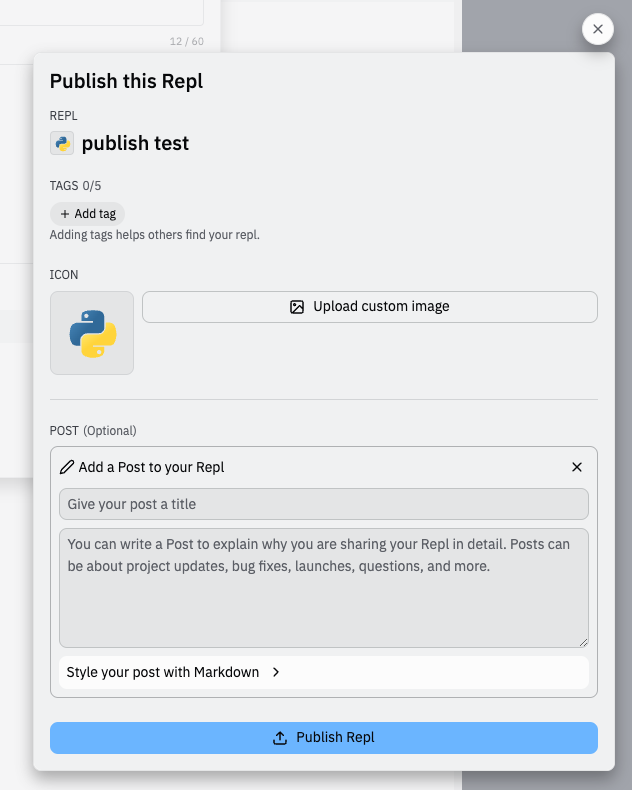 12 / 60
Publish this Repl
REPL
publish test
TAGS 0/5
+ Add tag
Adding tags helps others find your repl.
ICON
Upload custom image
POST (Optional)
Add a Post to your Repl
Give your post a title
You can write a Post to explain why you are sharing your Repl in detail. Posts can
be about project updates, bug fixes, launches, questions, and more.
Style your post with Markdown
Publish Repl